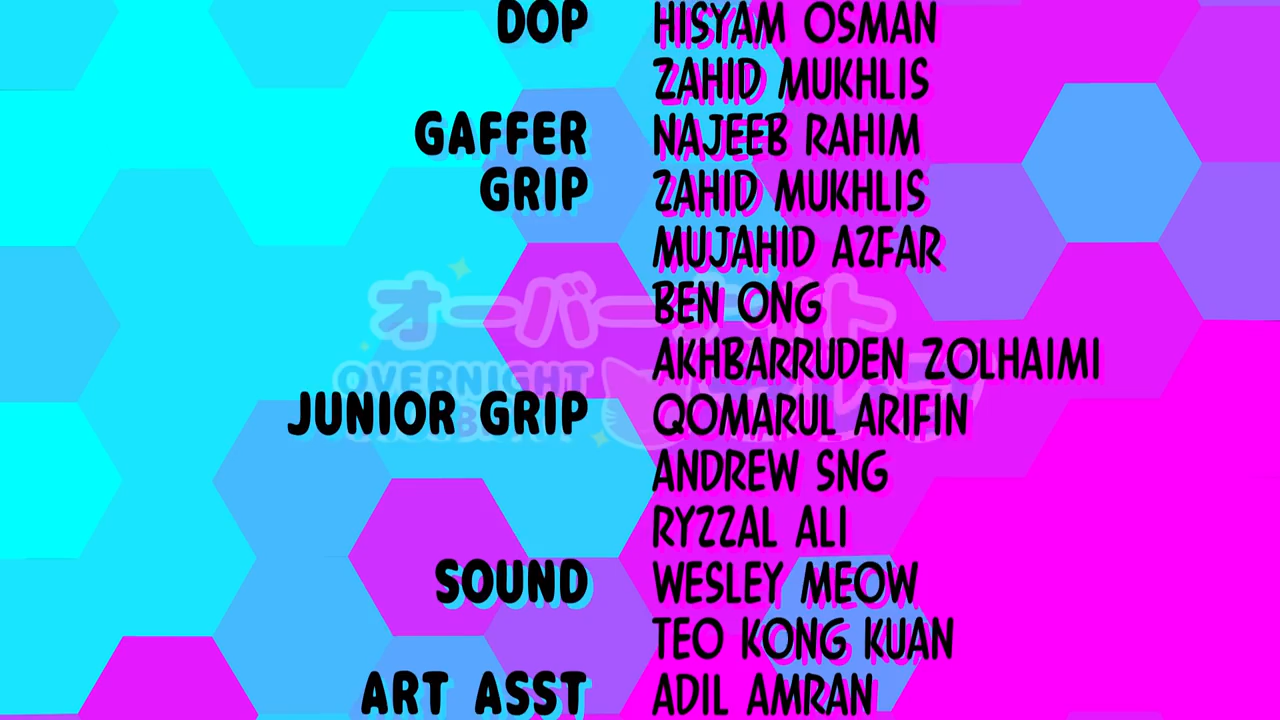 DOP HISYAM OSMAN
ZAHID MUKHLIS
GAFFER NAJEEB RAHIM
GRIP ZAHID MUKHLIS
MUJAHID AZFAR
BEN ONG
AKHBARRUDEN ZOLHAIMI
JUNIOR GRIP QOMARUL ARIFIN
ANDREW SNG
RYZZAL ALI
SOUND WESLEY MEOW
TEO KONG KUAN
ART ASST ADIL AMRAN
OVERNIGHT